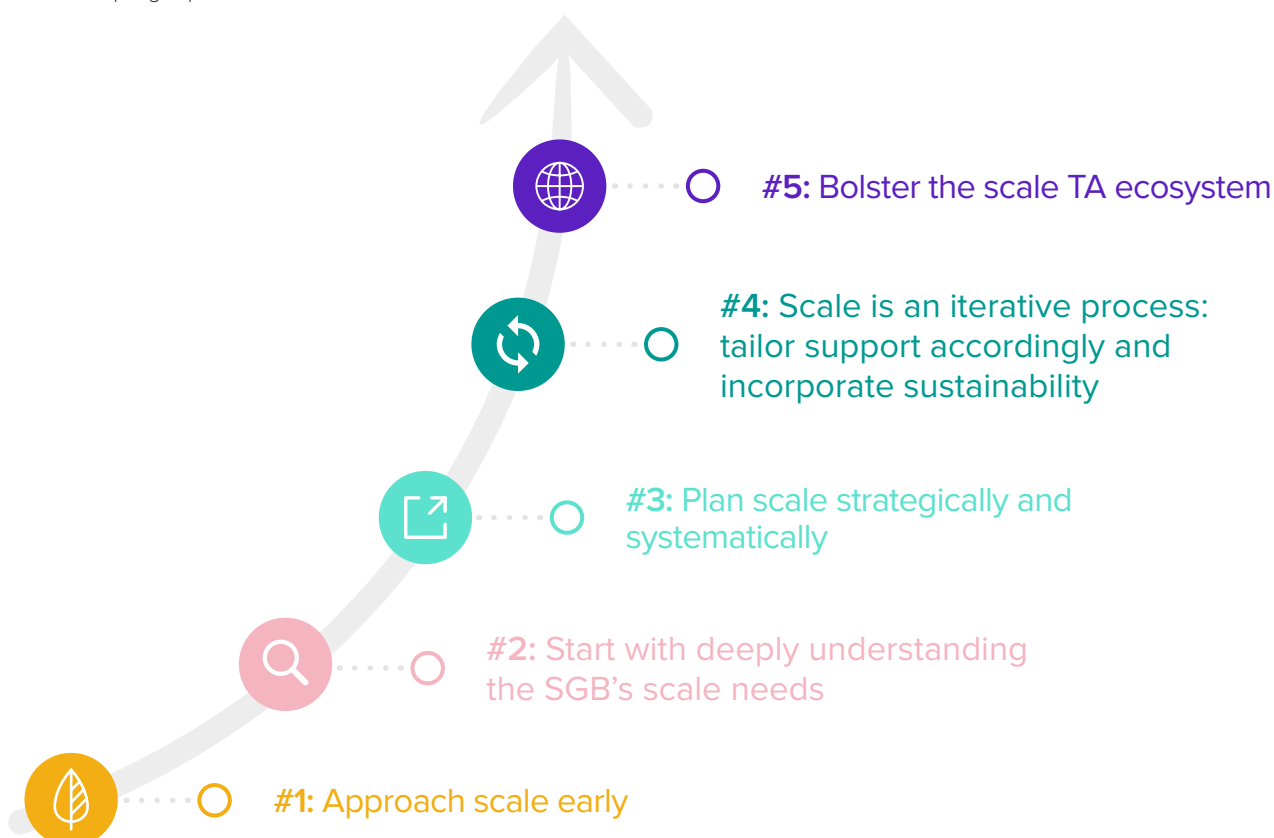 #5: Bolster the scale TA ecosystem
#4: Scale is an iterative process:
tailor support accordingly and
incorporate sustainability
#3: Plan scale strategically and
systematically
#2: Start with deeply understanding
the SGB’s scale needs
#1: Approach scale early